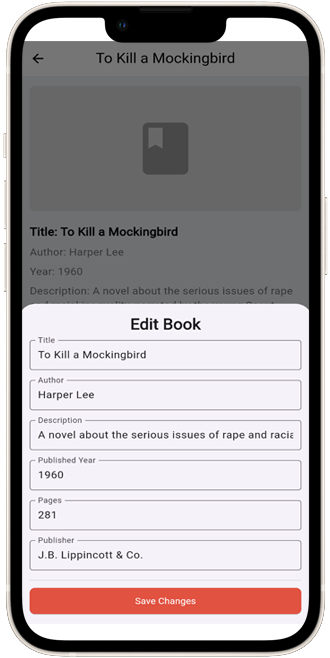 To Kill a Mockingbird
Title: To Kill a Mockingbird
Author: Harper Lee
Year: 1960
Description: A novel about the serious issues of rape
Edit Book
Title
To Kill a Mockingbird
Author
Harper Lee
Description
A novel about the serious issues of rape and racia
Published Year
1960
Pages
281
Publisher
J.B. Lippincott & Co.
Save Changes